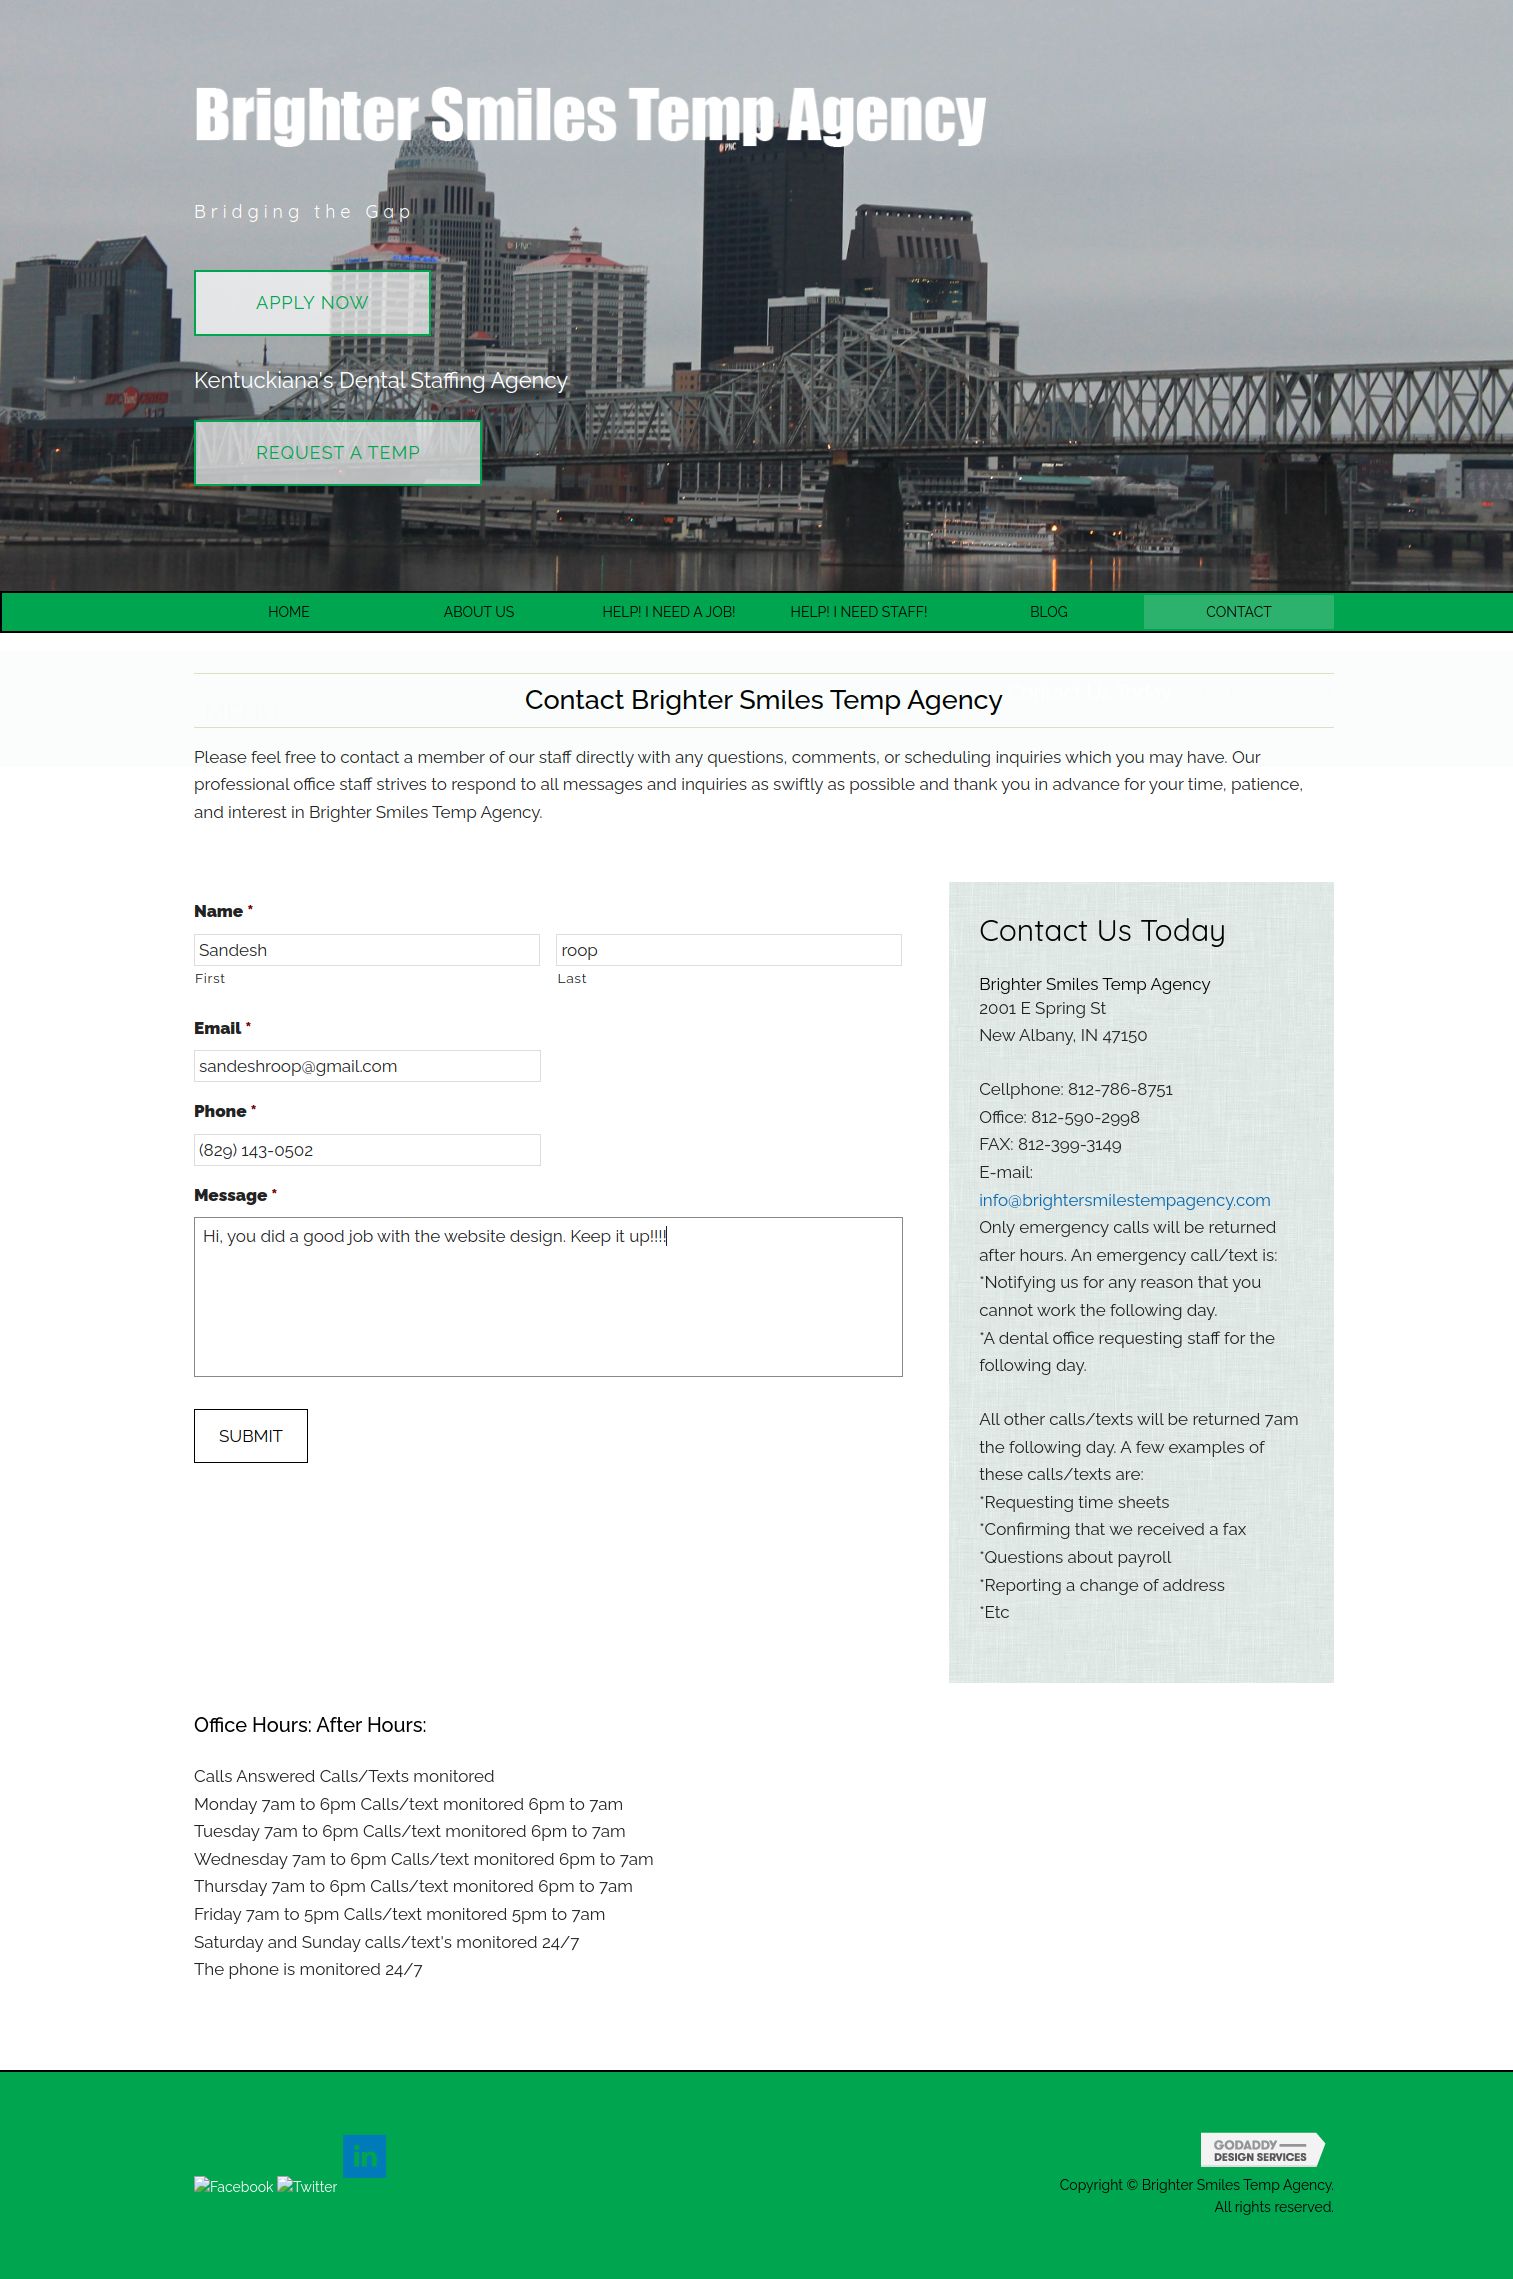 Brighter Smiles Temp Agency
Bridging the Gap
APPLY NOW
Kentuckiana's Dental Staffing Agency
REQUEST A TEMP
PNC
PNC
HOME ABOUT US HELP! I NEED A JOB! HELP! I NEED STAFF! BLOG CONTACT
Contact Brighter Smiles Temp Agency
Please feel free to contact a member of our staff directly with any questions, comments, or scheduling inquiries which you may have. Our
professional office staff strives to respond to all messages and inquiries as swiftly as possible and thank you in advance for your time, patience,
and interest in Brighter Smiles Temp Agency.
Name *
Sandesh roop
First Last
Email *
sandeshroop@gmail.com
Phone *
(829) 143-0502
Message *
Hi, you did a good job with the website design. Keep it up!!!!
SUBMIT
Contact Us Today
Brighter Smiles Temp Agency
2001 E Spring St
New Albany, IN 47150
Cellphone: 812-786-8751
Office: 812-590-2998
FAX: 812-399-3149
E-mail:
info@brightersmilestempagency.com
Only emergency calls will be returned
after hours. An emergency call/text is:
*Notifying us for any reason that you
cannot work the following day.
*A dental office requesting staff for the
following day.
All other calls/texts will be returned 7am
the following day. A few examples of
these calls/texts are:
*Requesting time sheets
*Confirming that we received a fax
*Questions about payroll
*Reporting a change of address
*Etc
Office Hours: After Hours:
Calls Answered Calls/Texts monitored
Monday 7am to 6pm Calls/text monitored 6pm to 7am
Tuesday 7am to 6pm Calls/text monitored 6pm to 7am
Wednesday 7am to 6pm Calls/text monitored 6pm to 7am
Thursday 7am to 6pm Calls/text monitored 6pm to 7am
Friday 7am to 5pm Calls/text monitored 5pm to 7am
Saturday and Sunday calls/text's monitored 24/7
The phone is monitored 24/7
Facebook Twitter in
GODADDY
DESIGN SERVICES
Copyright © Brighter Smiles Temp Agency.
All rights reserved.